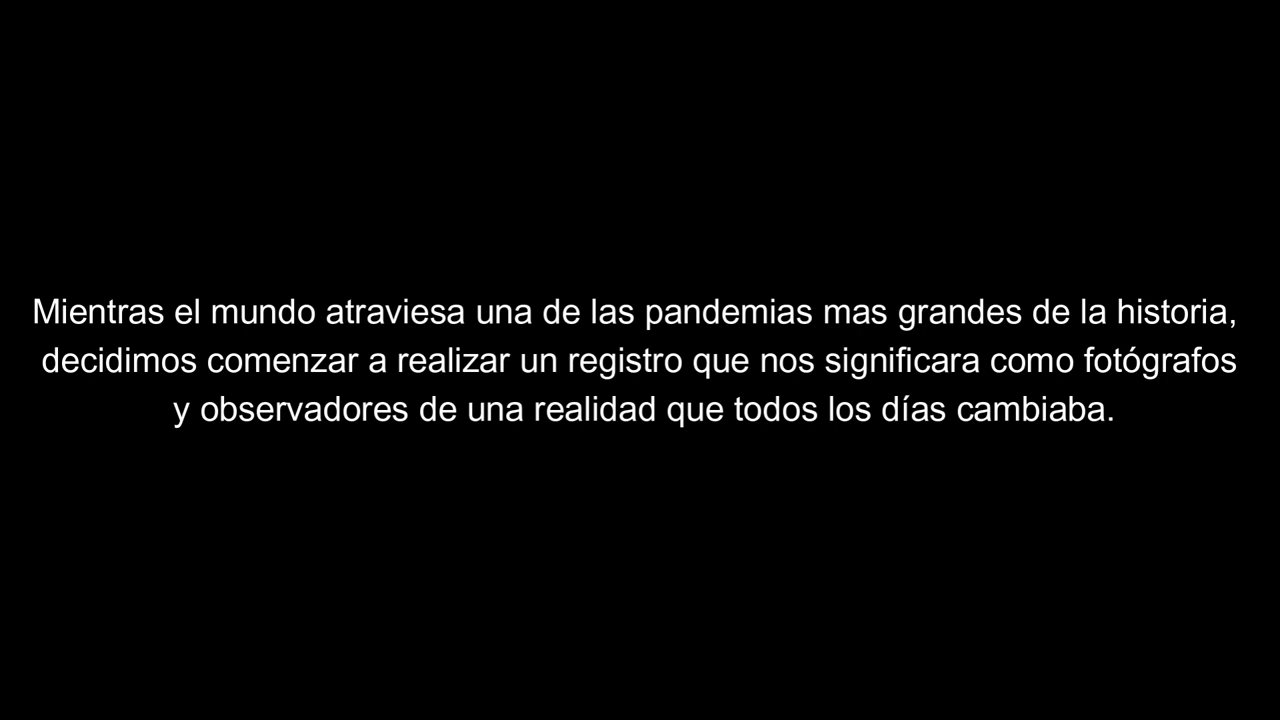 Mientras el mundo atraviesa una de las pandemias mas grandes de la historia,
decidimos comenzar a realizar un registro que nos significara como fotógrafos
y observadores de una realidad que todos los días cambiaba.